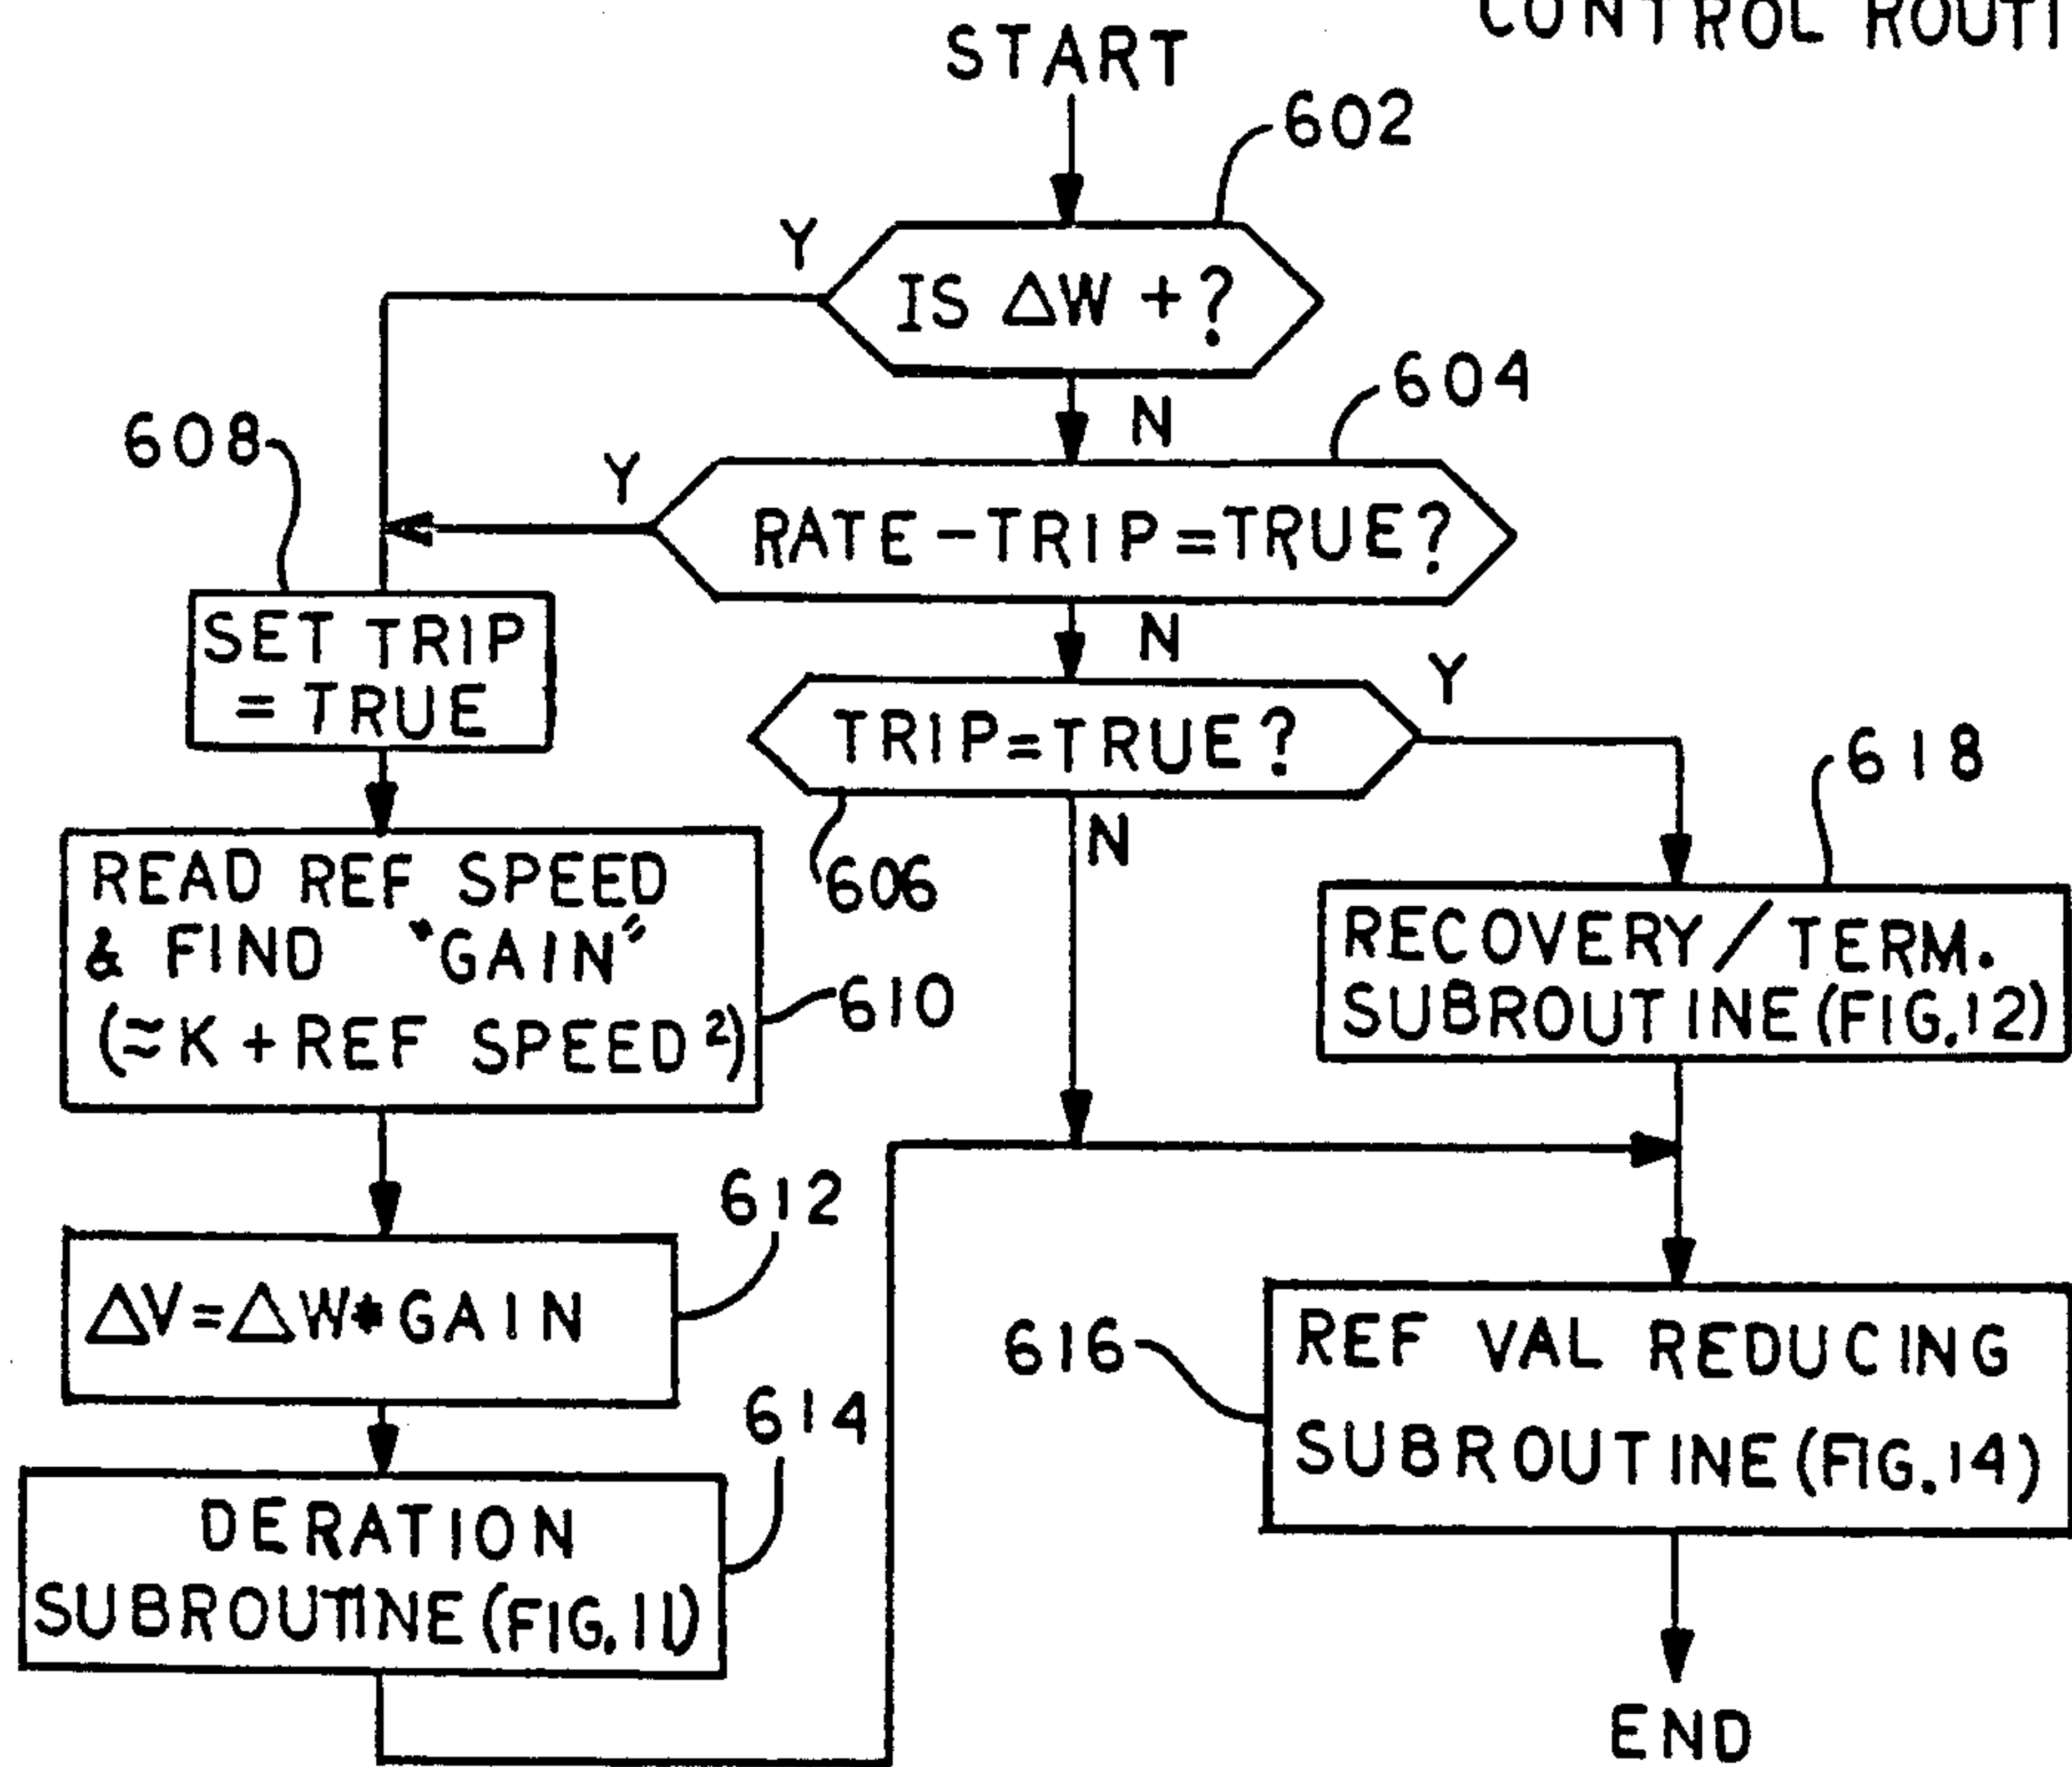 CONTROL ROUTI
START
602
Y
IS ΔW +?
604
N
608
Y
RATE-TRIP=TRUE?
SET TRIP
= TRUE
N
Y
TRIP=TRUE?
618
N
606
READ REF SPEED
& FIND "GAIN"
(≈K + REF SPEED²)
610
RECOVERY/TERM.
SUBROUTINE (FIG.12)
612
ΔV=ΔW*GAIN
616
REF VAL REDUCING
SUBROUTINE (FIG.14)
614
DERATION
SUBROUTINE (FIG.11)
END